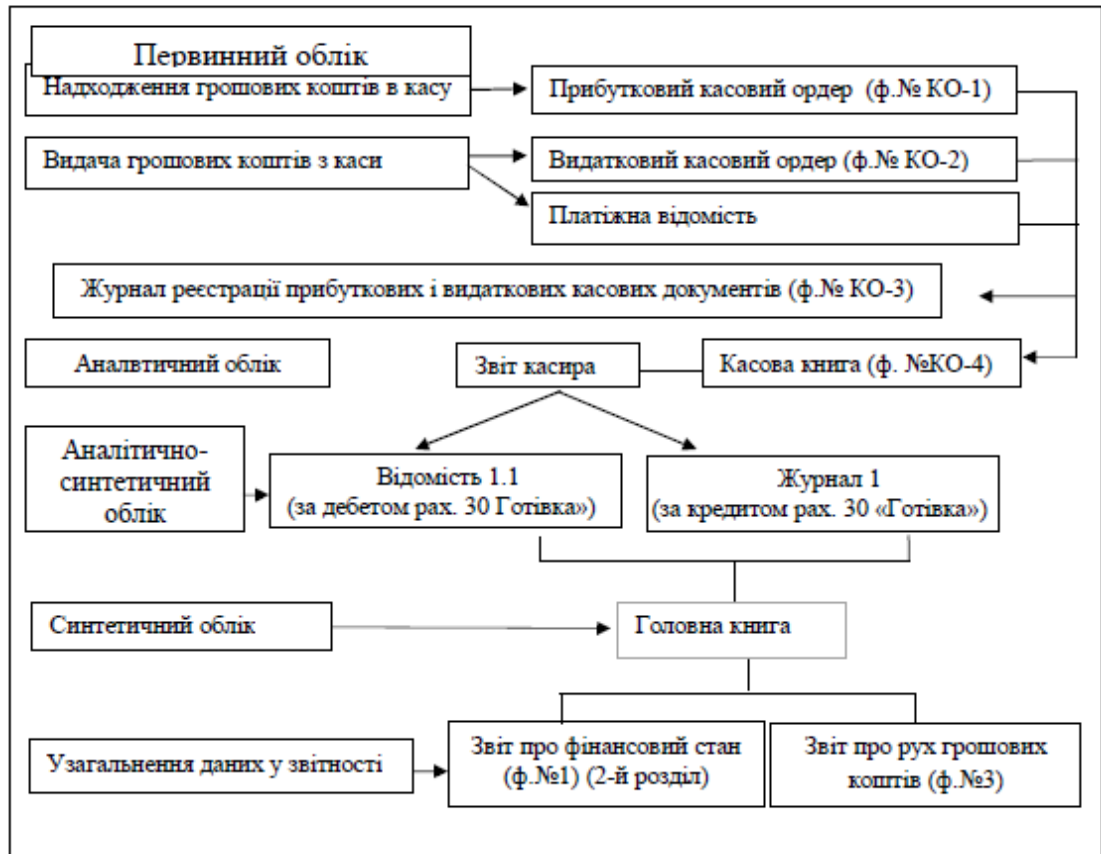 Первинний облік
Надходження грошових коштів в касу
Прибутковий касовий ордер (ф.№ КО-1)
Видача грошових коштів з каси
Видатковий касовий ордер (ф.№ КО-2)
Платіжна відомість
Журнал реєстрації прибуткових і видаткових касових документів (ф.№ КО-3)
Аналвтичний облік
Звіт касира
Касова книга (ф. №КО-4)
Аналітично-
синтетичний
облік
Відомість 1.1
(за дебетом рах. 30 Готівка»)
Журнал 1
(за кредитом рах. 30 «Готівка»)
Синтетичний облік
Головна книга
Узагальнення даних у звітності
Звіт про фінансовий стан
(ф.№1) (2-й розділ)
Звіт про рух грошових
коштів (ф.№3)